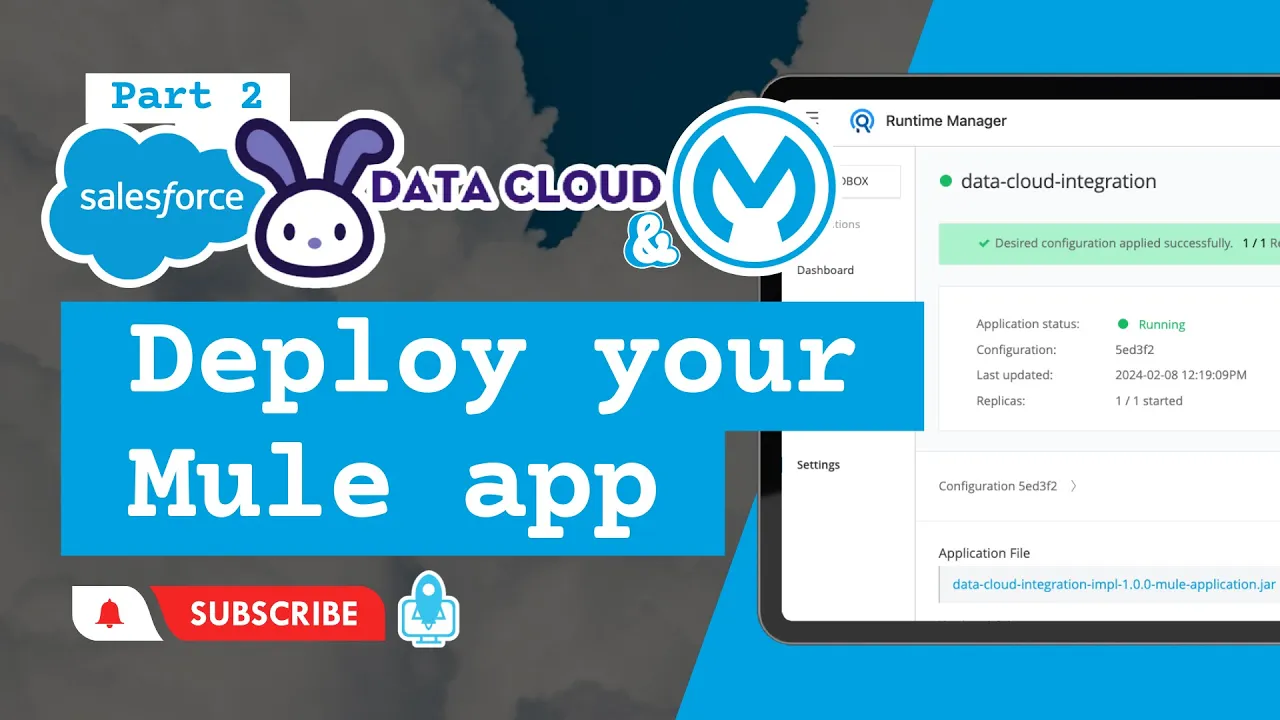 Part 2
salesforce
DATA CLOUD
&
Deploy your
Mule app
SUBSCRIBE
Runtime Manager
data-cloud-integration
Desired configuration applied successfully. 1 / 1
Dashboard
Application status: Running
Configuration: 5ed3f2
Last updated: 2024-02-08 12:19:09PM
Replicas: 1 / 1 started
Settings
Configuration 5ed3f2
Application File
data-cloud-integration-impl-1.0.0-mule-application.jar